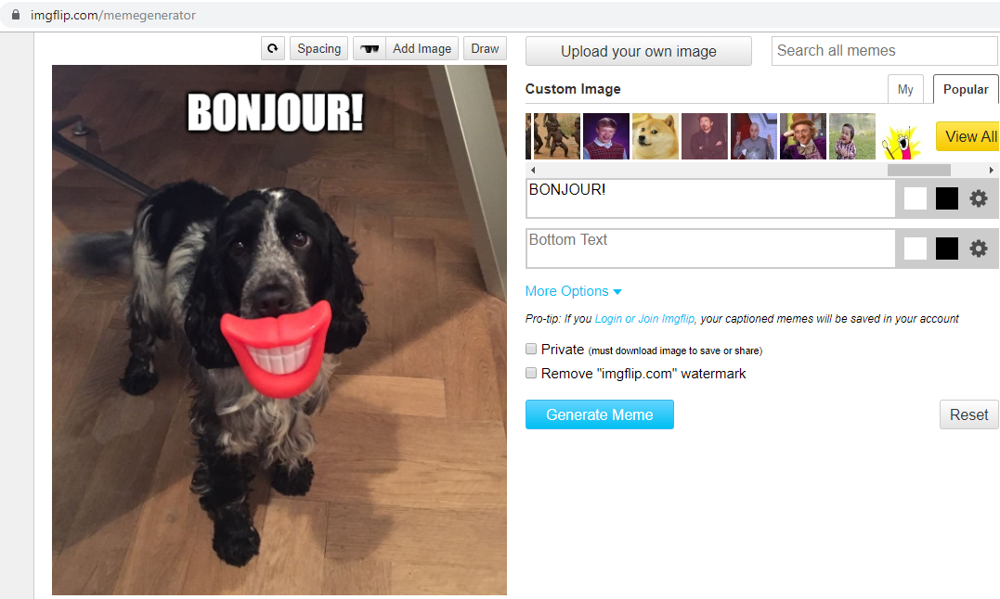 imgflip.com/memegenerator
Spacing
Add Image
Draw
Upload your own image
Search all memes
BONJOUR!
Custom Image
My
Popular
View All
BONJOUR!
Bottom Text
More Options
Pro-tip: If you Login or Join Imgflip, your captioned memes will be saved in your account
Private (must download image to save or share)
Remove "imgflip.com" watermark
Generate Meme
Reset